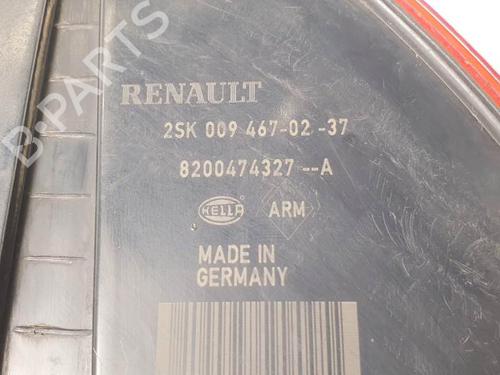 RENAULT
2SK 009 467-02 -37
8200474327 --A
HELLA ARM
MADE IN
GERMANY
B-PARTS